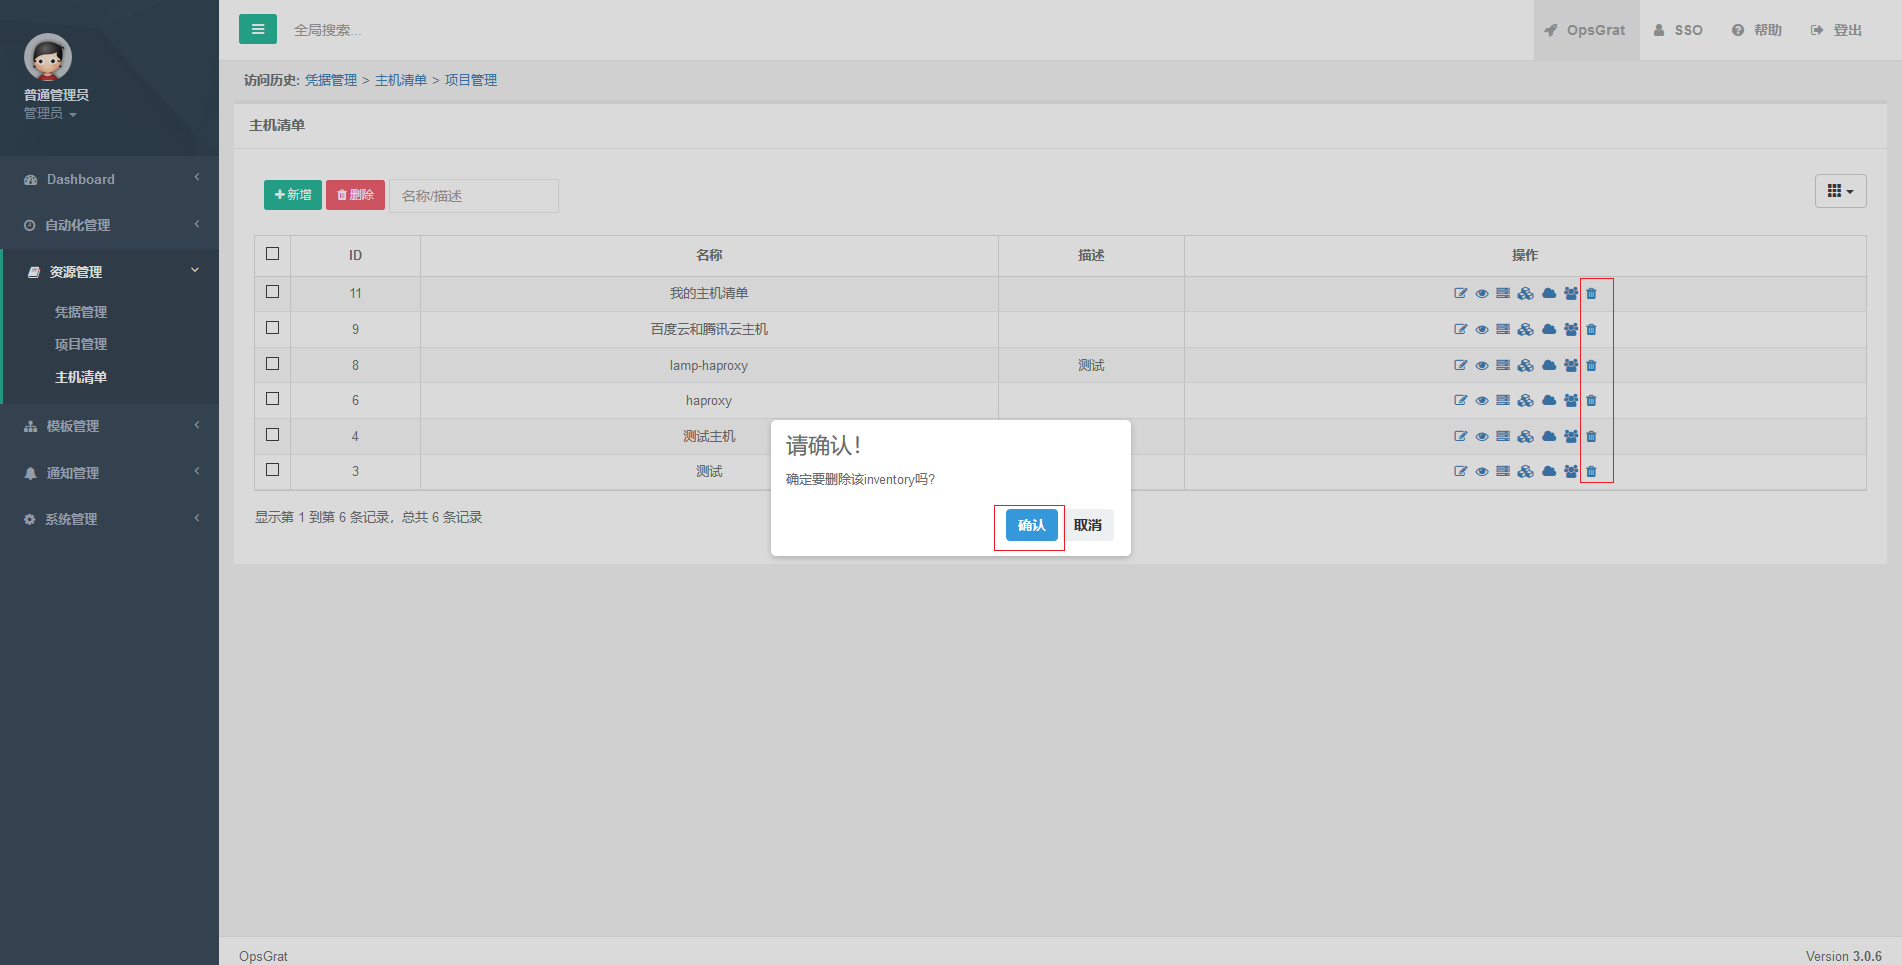 普通管理员
管理员
Dashboard
自动化管理
资源管理
凭据管理
项目管理
主机清单
模板管理
通知管理
系统管理
全局搜索...
OpsGrat
SSO
帮助
登出
访问历史: 凭据管理 > 主机清单 > 项目管理
主机清单
新增 删除 名称/描述
ID 名称 描述 操作
11 我的主机清单
9 百度云和腾讯云主机
8 lamp-haproxy 测试
6 haproxy
4 测试主机
3 测试
显示第 1 到第 6 条记录，总共 6 条记录
请确认！
确定要删除该inventory吗?
确认 取消
OpsGrat
Version 3.0.6